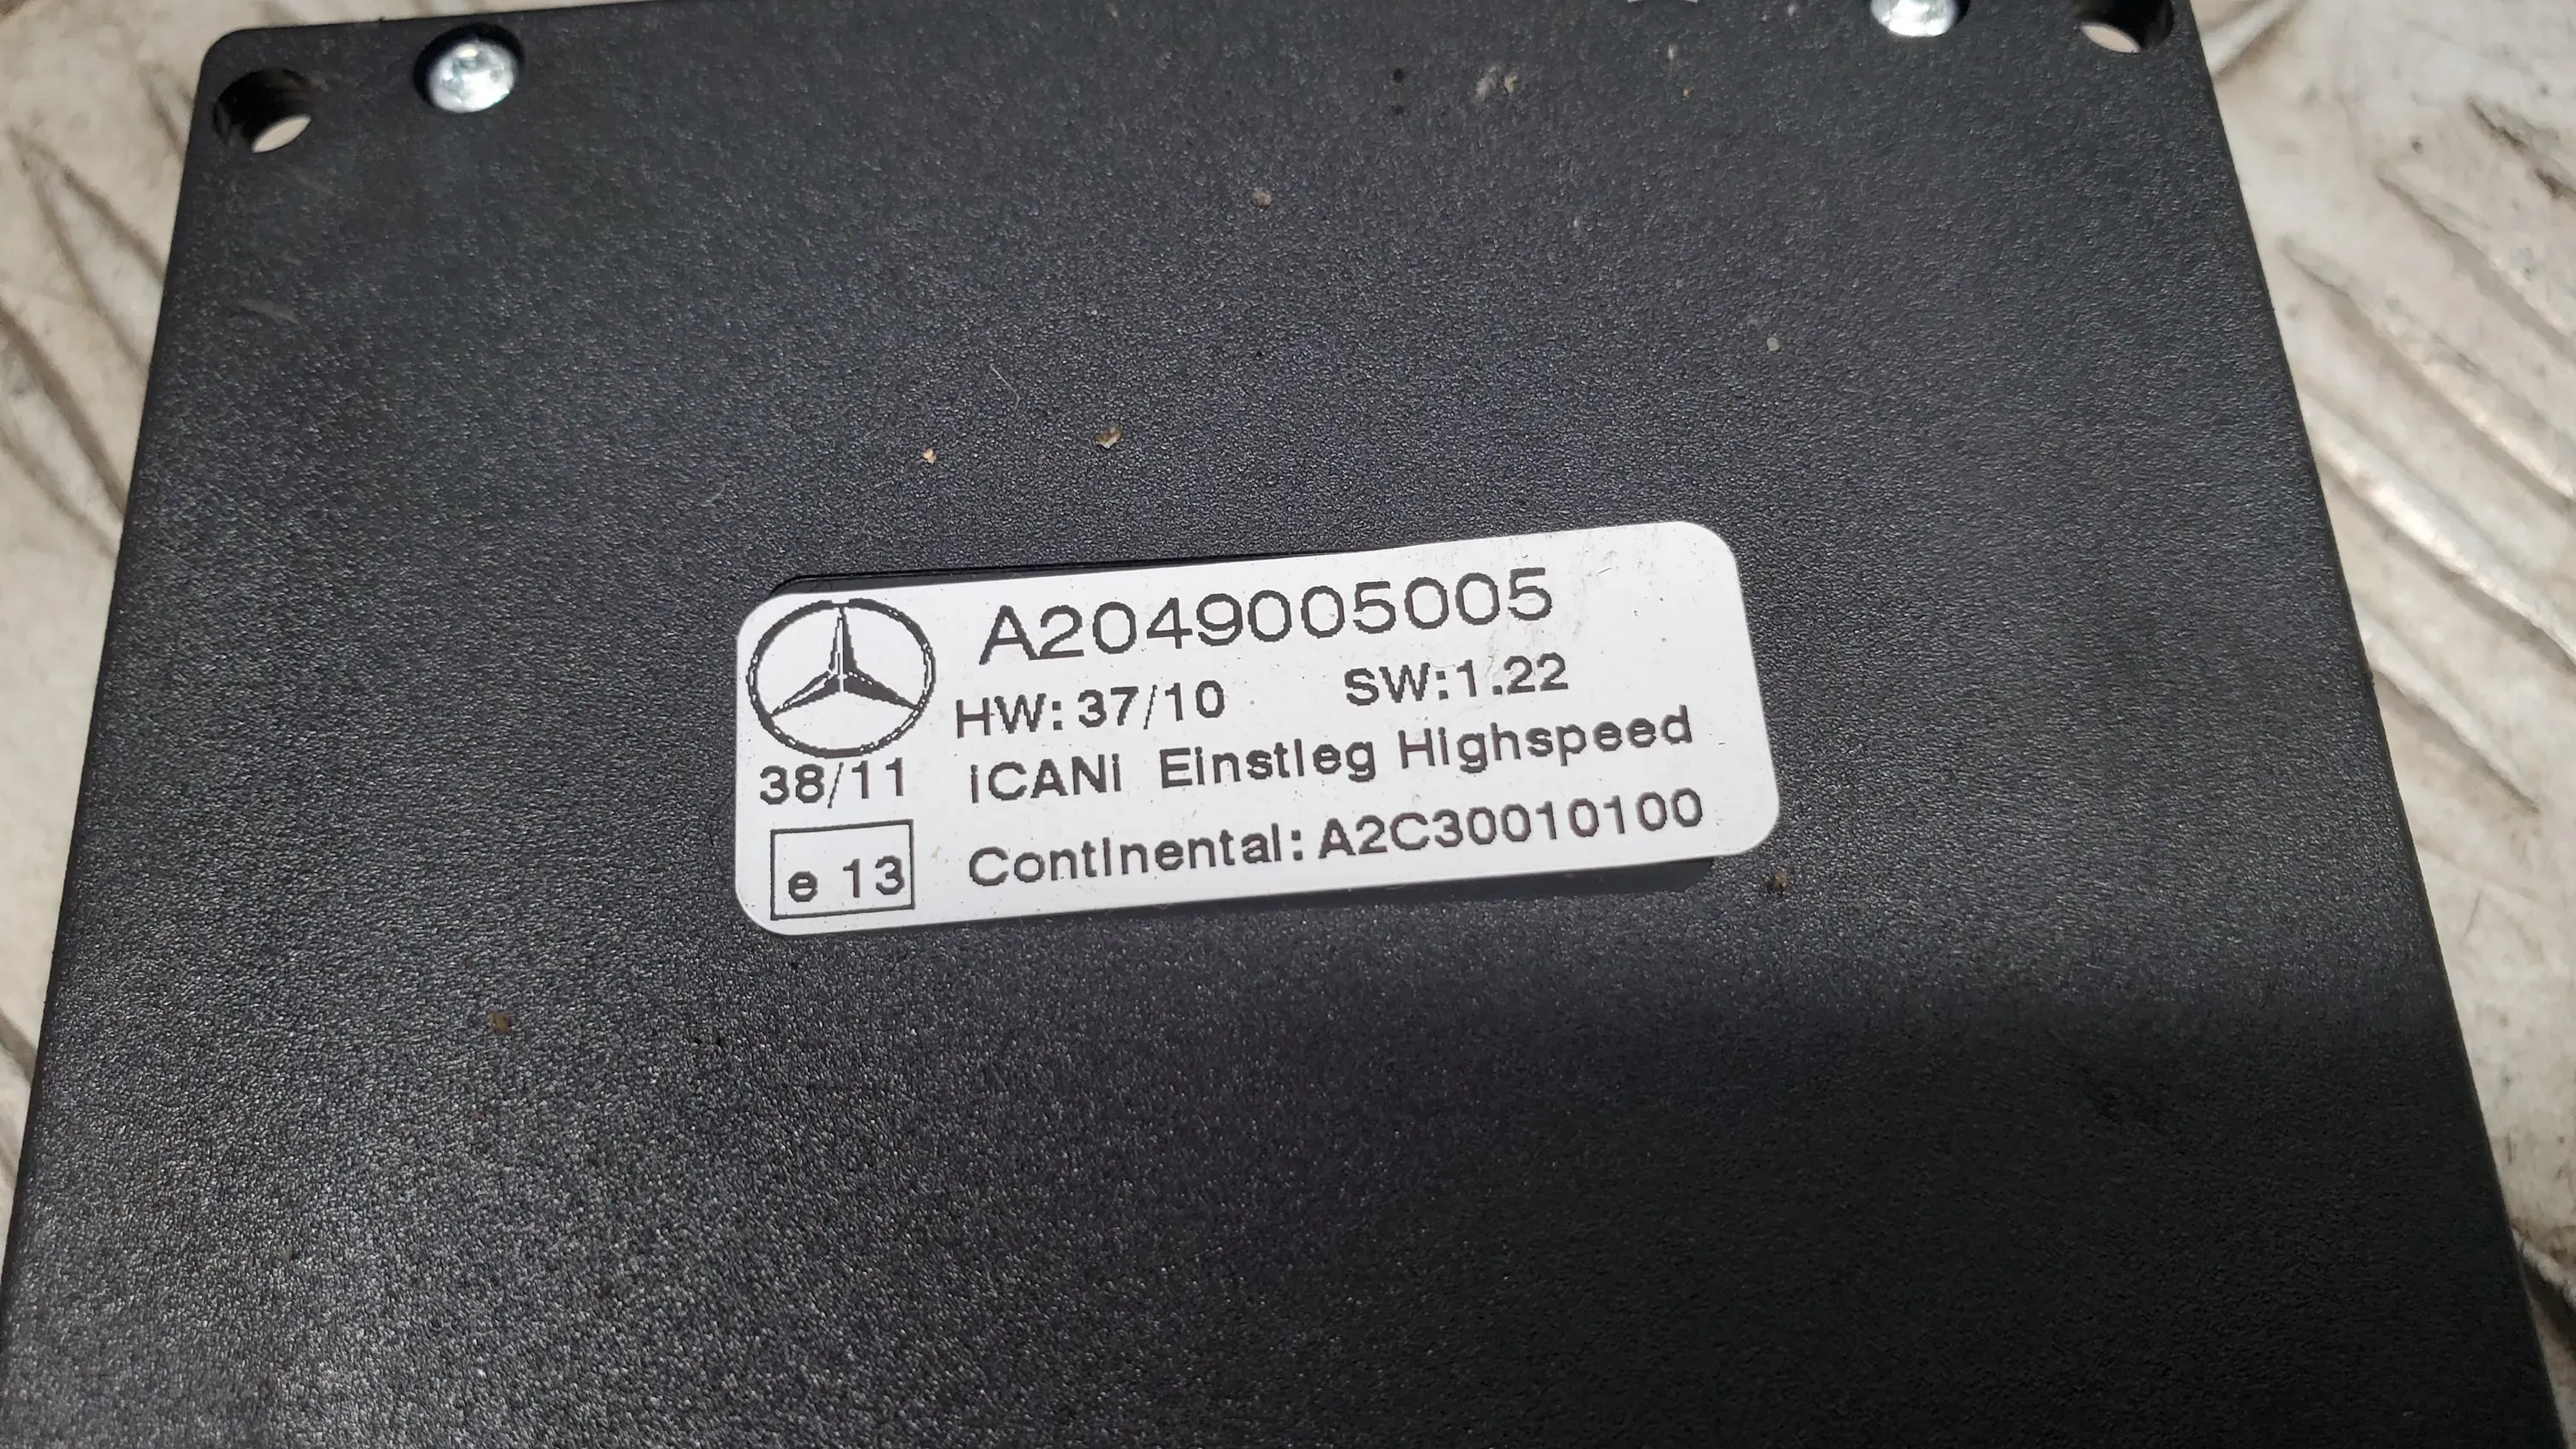 A2049005005
HW: 37/10 SW:1.22
38/11 iCANi Einstieg Highspeed
e 13 Continental: A2C30010100